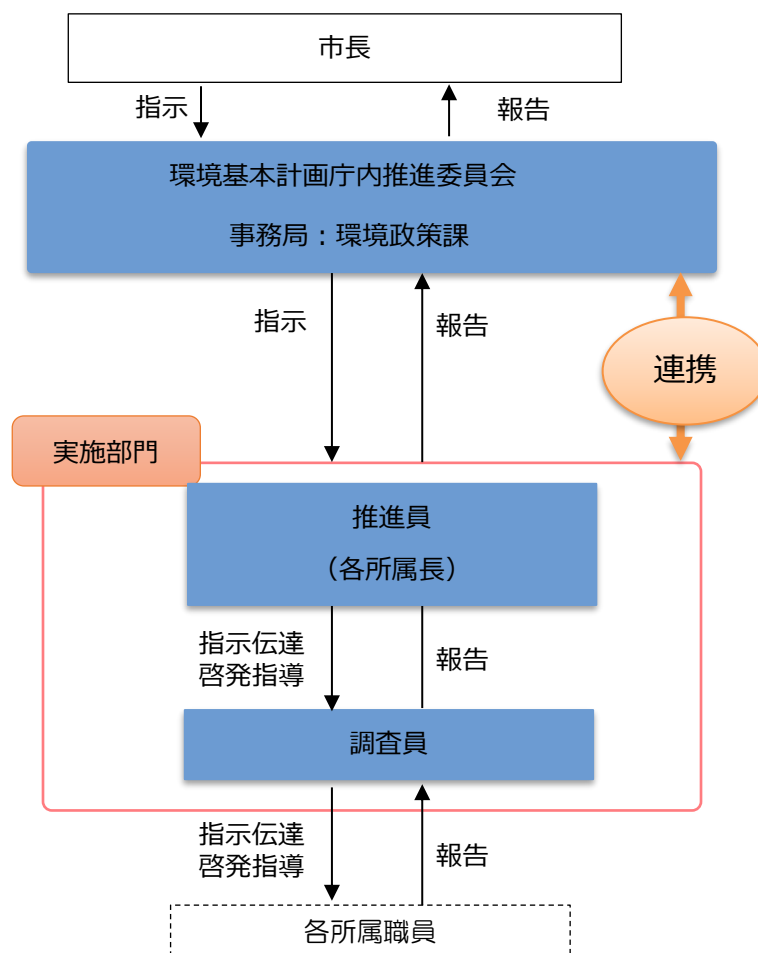 市長
指示
報告
環境基本計画庁内推進委員会
事務局：環境政策課
指示
報告
連携
実施部門
推進員
（各所属長）
指示伝達
啓発指導
報告
調査員
指示伝達
啓発指導
報告
各所属職員